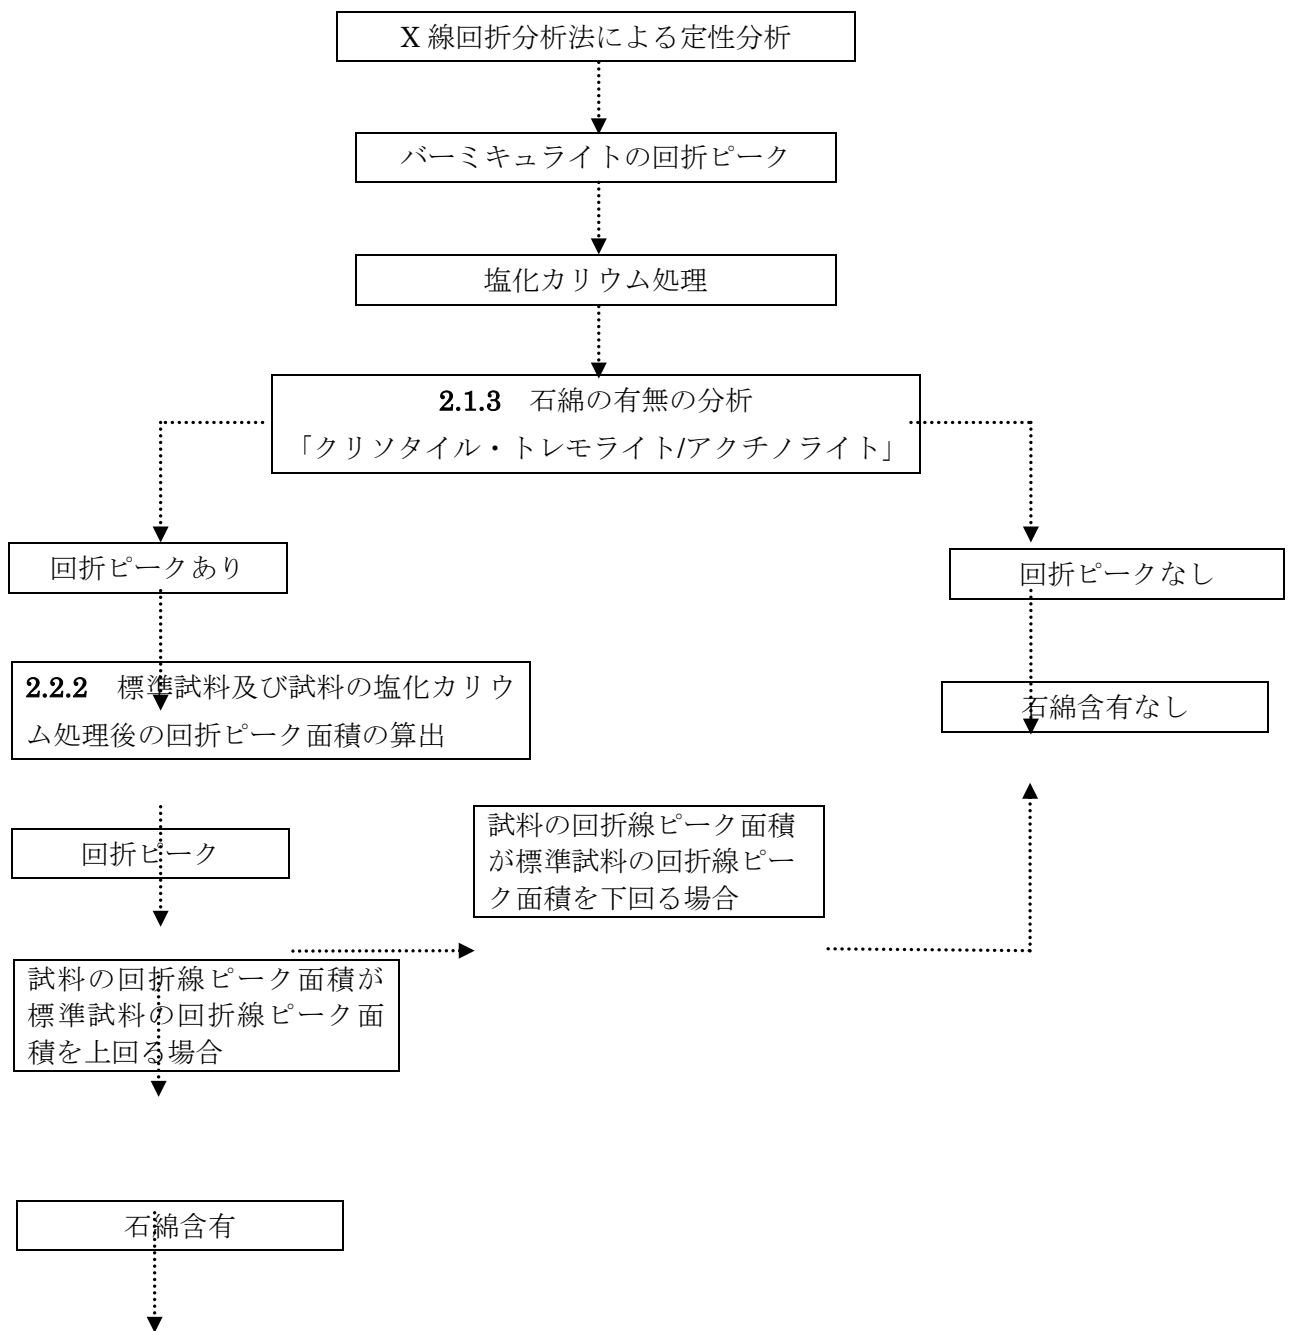 X 線回折分析法による定性分析
バーミキュライトの回折ピーク
塩化カリウム処理
2.1.3　石綿の有無の分析
「クリソタイル・トレモライト/アクチノライト」
回折ピークあり
回折ピークなし
2.2.2　標準試料及び試料の塩化カリウ
ム処理後の回折ピーク面積の算出
石綿含有なし
回折ピーク
試料の回折線ピーク面積
が標準試料の回折線ピー
ク面積を下回る場合
試料の回折線ピーク面積が
標準試料の回折線ピーク面
積を上回る場合
石綿含有